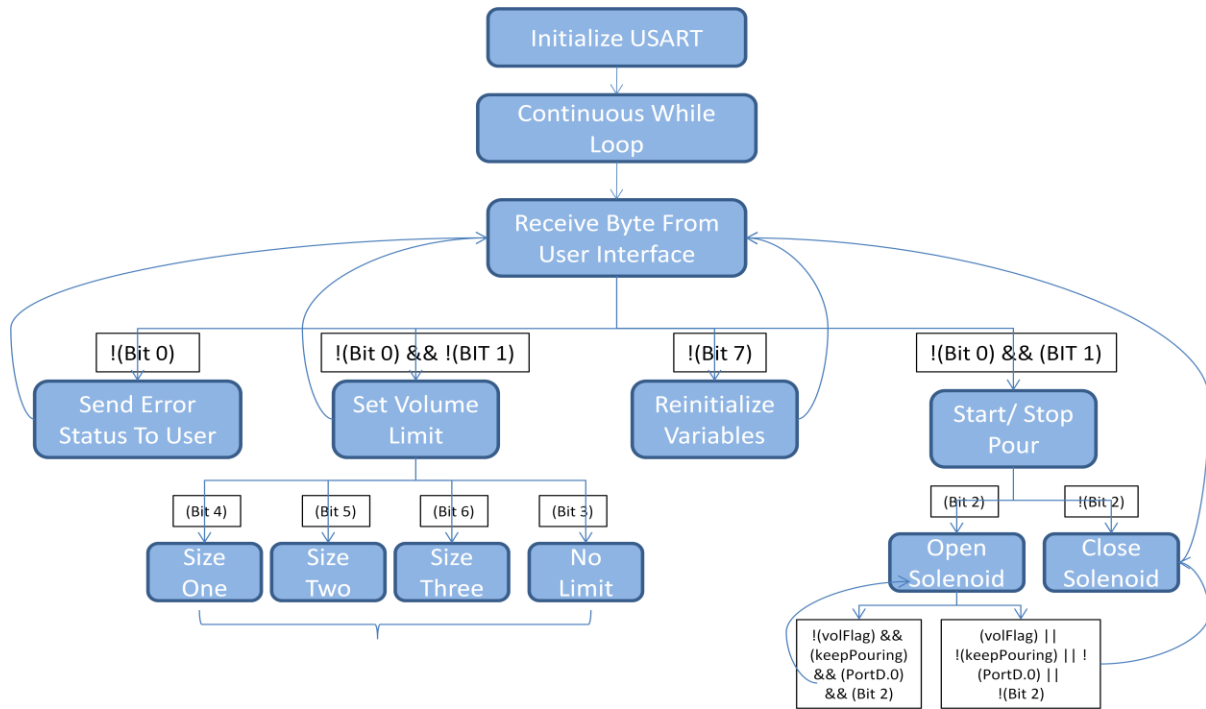 Initialize USART
Continuous While
Loop
Receive Byte From
User Interface
!(Bit 0)
!(Bit 0) && !(BIT 1)
!(Bit 7)
!(Bit 0) && (BIT 1)
Send Error
Status To User
Set Volume
Limit
Reinitialize
Variables
Start/ Stop
Pour
(Bit 4)
(Bit 5)
(Bit 6)
(Bit 3)
(Bit 2)
!(Bit 2)
Size
One
Size
Two
Size
Three
No
Limit
Open
Solenoid
Close
Solenoid
!(volFlag) &&
(keepPouring)
&& (PortD.0)
&& (Bit 2)
(volFlag) ||
!(keepPouring) || !
(PortD.0) ||
!(Bit 2)